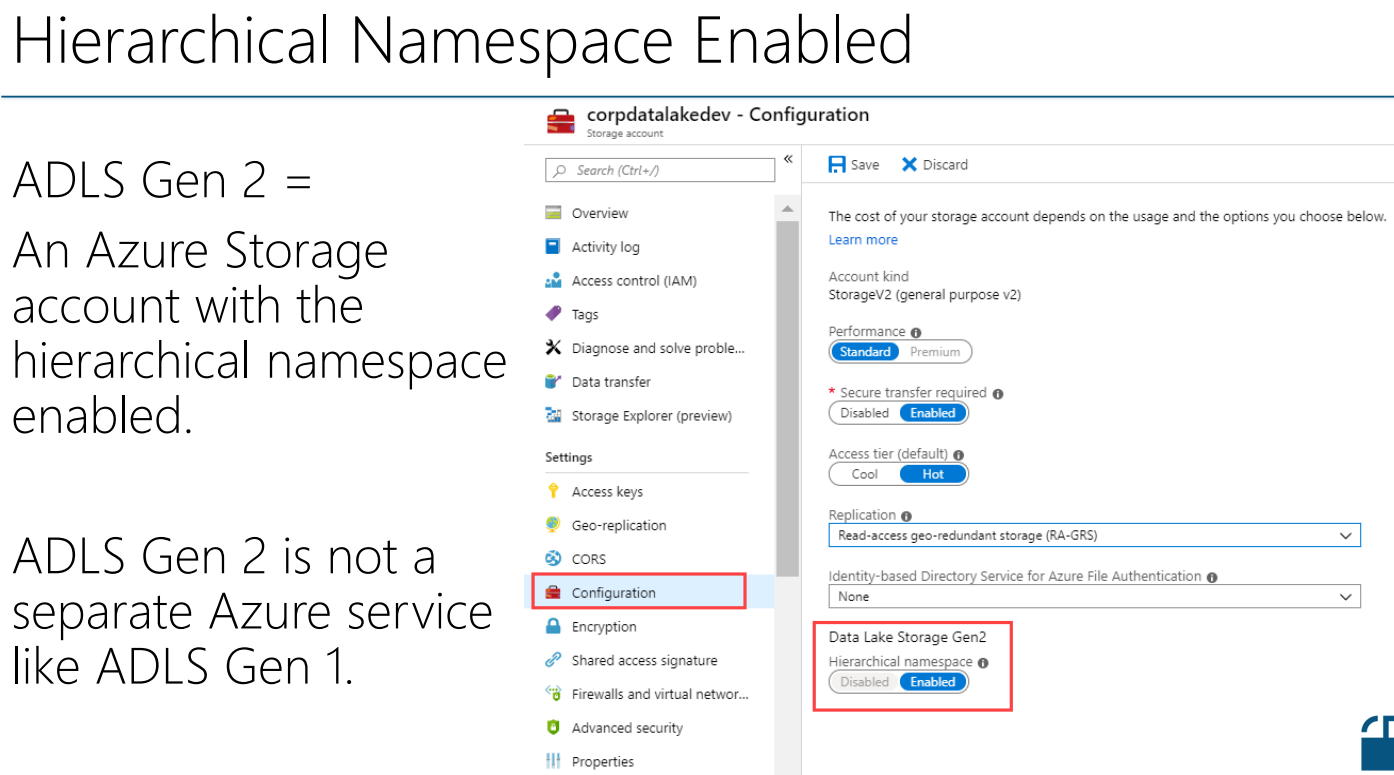 Hierarchical Namespace Enabled
ADLS Gen 2 =
An Azure Storage
account with the
hierarchical namespace
enabled.
ADLS Gen 2 is not a
separate Azure service
like ADLS Gen 1.
corpdatalakedev - Configuration
Storage account
Search (Ctrl+/)
«
Overview
Activity log
Access control (IAM)
Tags
Diagnose and solve proble...
Data transfer
Storage Explorer (preview)
Settings
Access keys
Geo-replication
CORS
Configuration
Encryption
Shared access signature
Firewalls and virtual networ...
Advanced security
Properties
Save Discard
The cost of your storage account depends on the usage and the options you choose below.
Learn more
Account kind
StorageV2 (general purpose v2)
Performance
Standard Premium
* Secure transfer required
Disabled Enabled
Access tier (default)
Cool Hot
Replication
Read-access geo-redundant storage (RA-GRS)
Identity-based Directory Service for Azure File Authentication
None
Data Lake Storage Gen2
Hierarchical namespace
Disabled Enabled